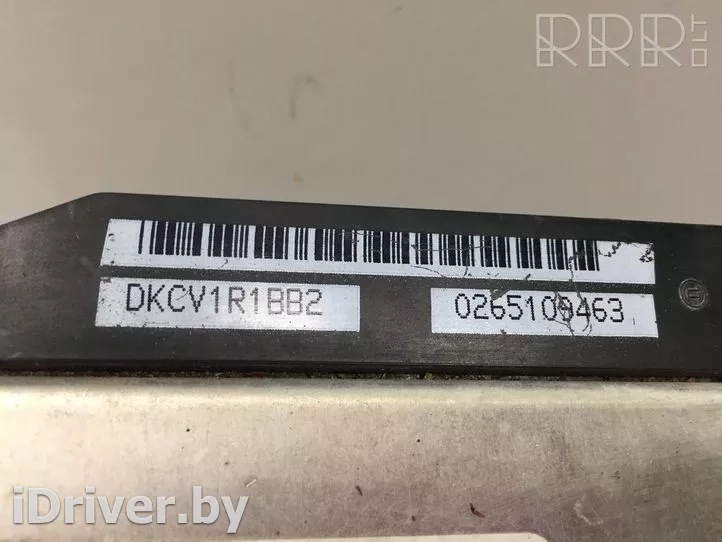 RRR.LT
DKCV1R1BB2
0265109463
iDriver.by